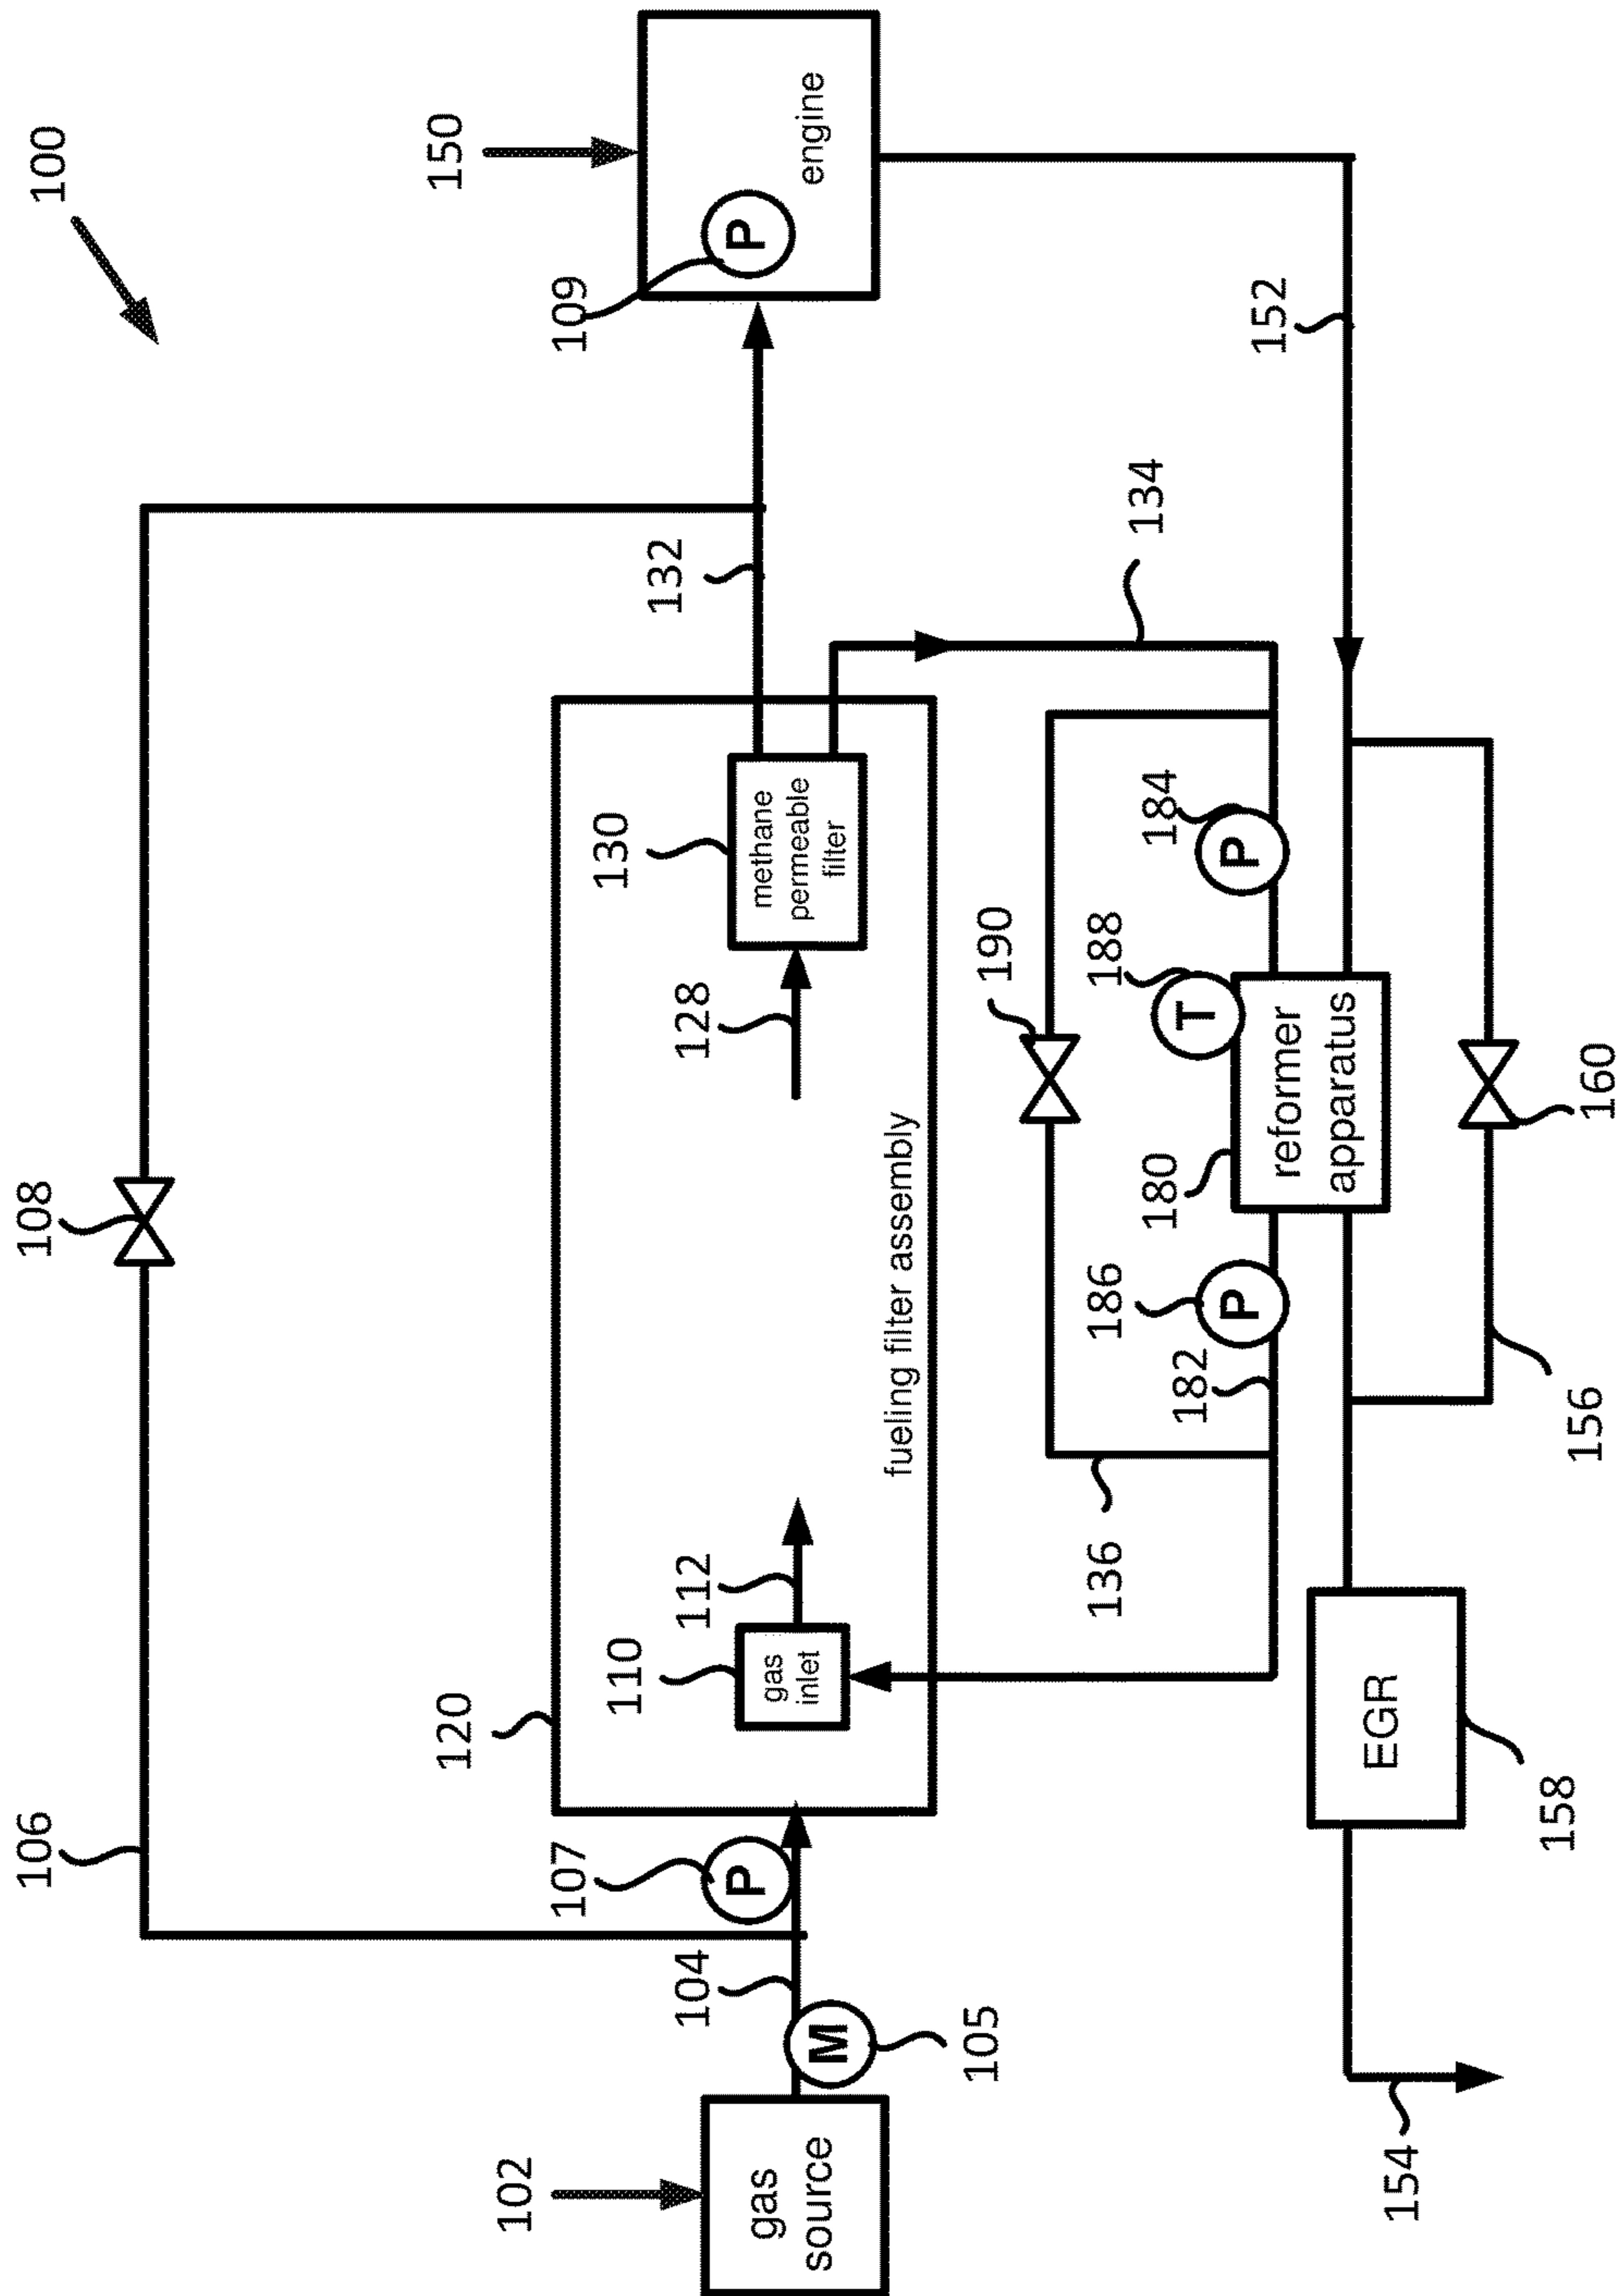 100
106
108
102
gas
source
104
M
105
P
107
120
110
gas
inlet
112
fueling filter assembly
128
130
methane
permeable
filter
132
109
P
engine
150
134
190
136
182
186
P
180
188
T
reformer
apparatus
184
P
152
154
EGR
158
156
160